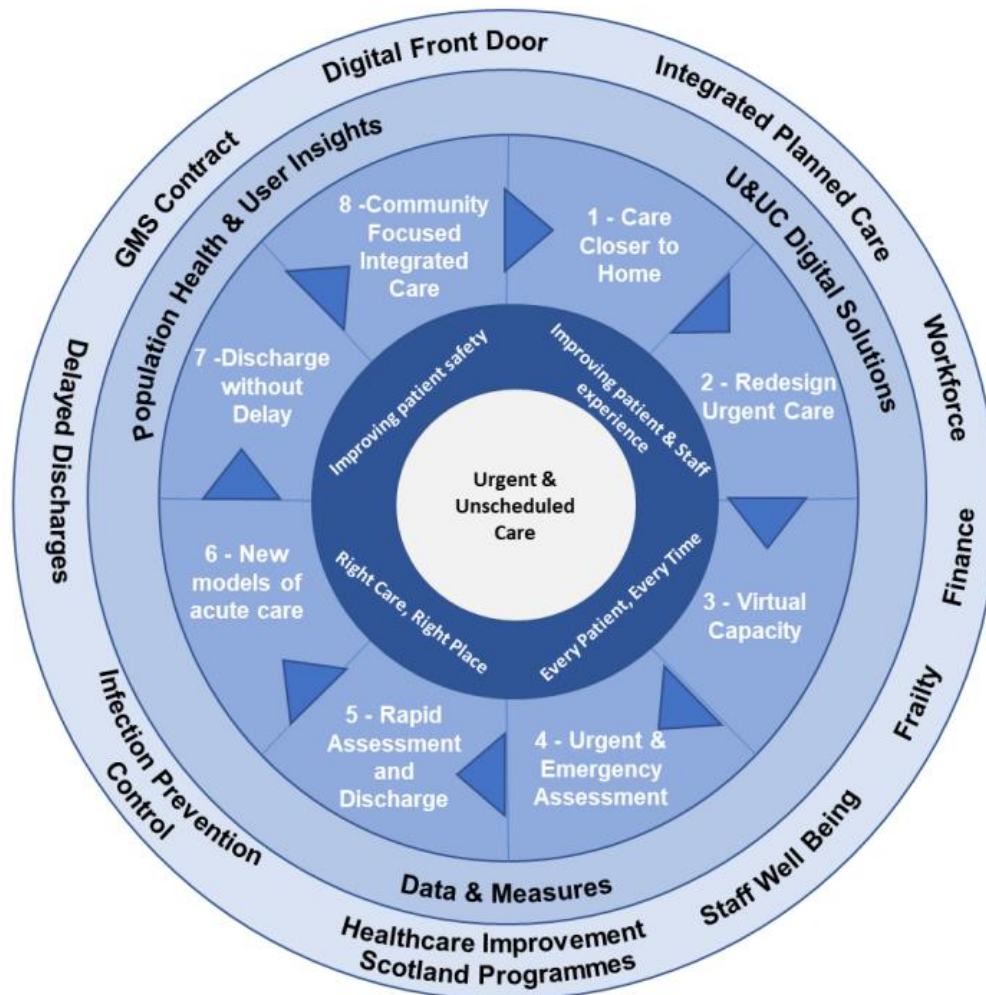 Digital Front Door
Integrated Planned Care
Workforce
Finance
Frailty
Staff Well Being
Healthcare Improvement
Scotland Programmes
Infection Prevention
Control
Delayed Discharges
GMS Contract
Population Health & User Insights
U&UC Digital Solutions
Data & Measures
1 - Care
Closer to
Home
2 - Redesign
Urgent Care
3 - Virtual
Capacity
4 - Urgent &
Emergency
Assessment
5 - Rapid
Assessment
and
Discharge
6 - New
models of
acute care
7 -Discharge
without
Delay
8 -Community
Focused
Integrated
Care
Improving patient safety
Improving patient & Staff
experience
Every Patient, Every Time
Right Care, Right Place
Urgent &
Unscheduled
Care